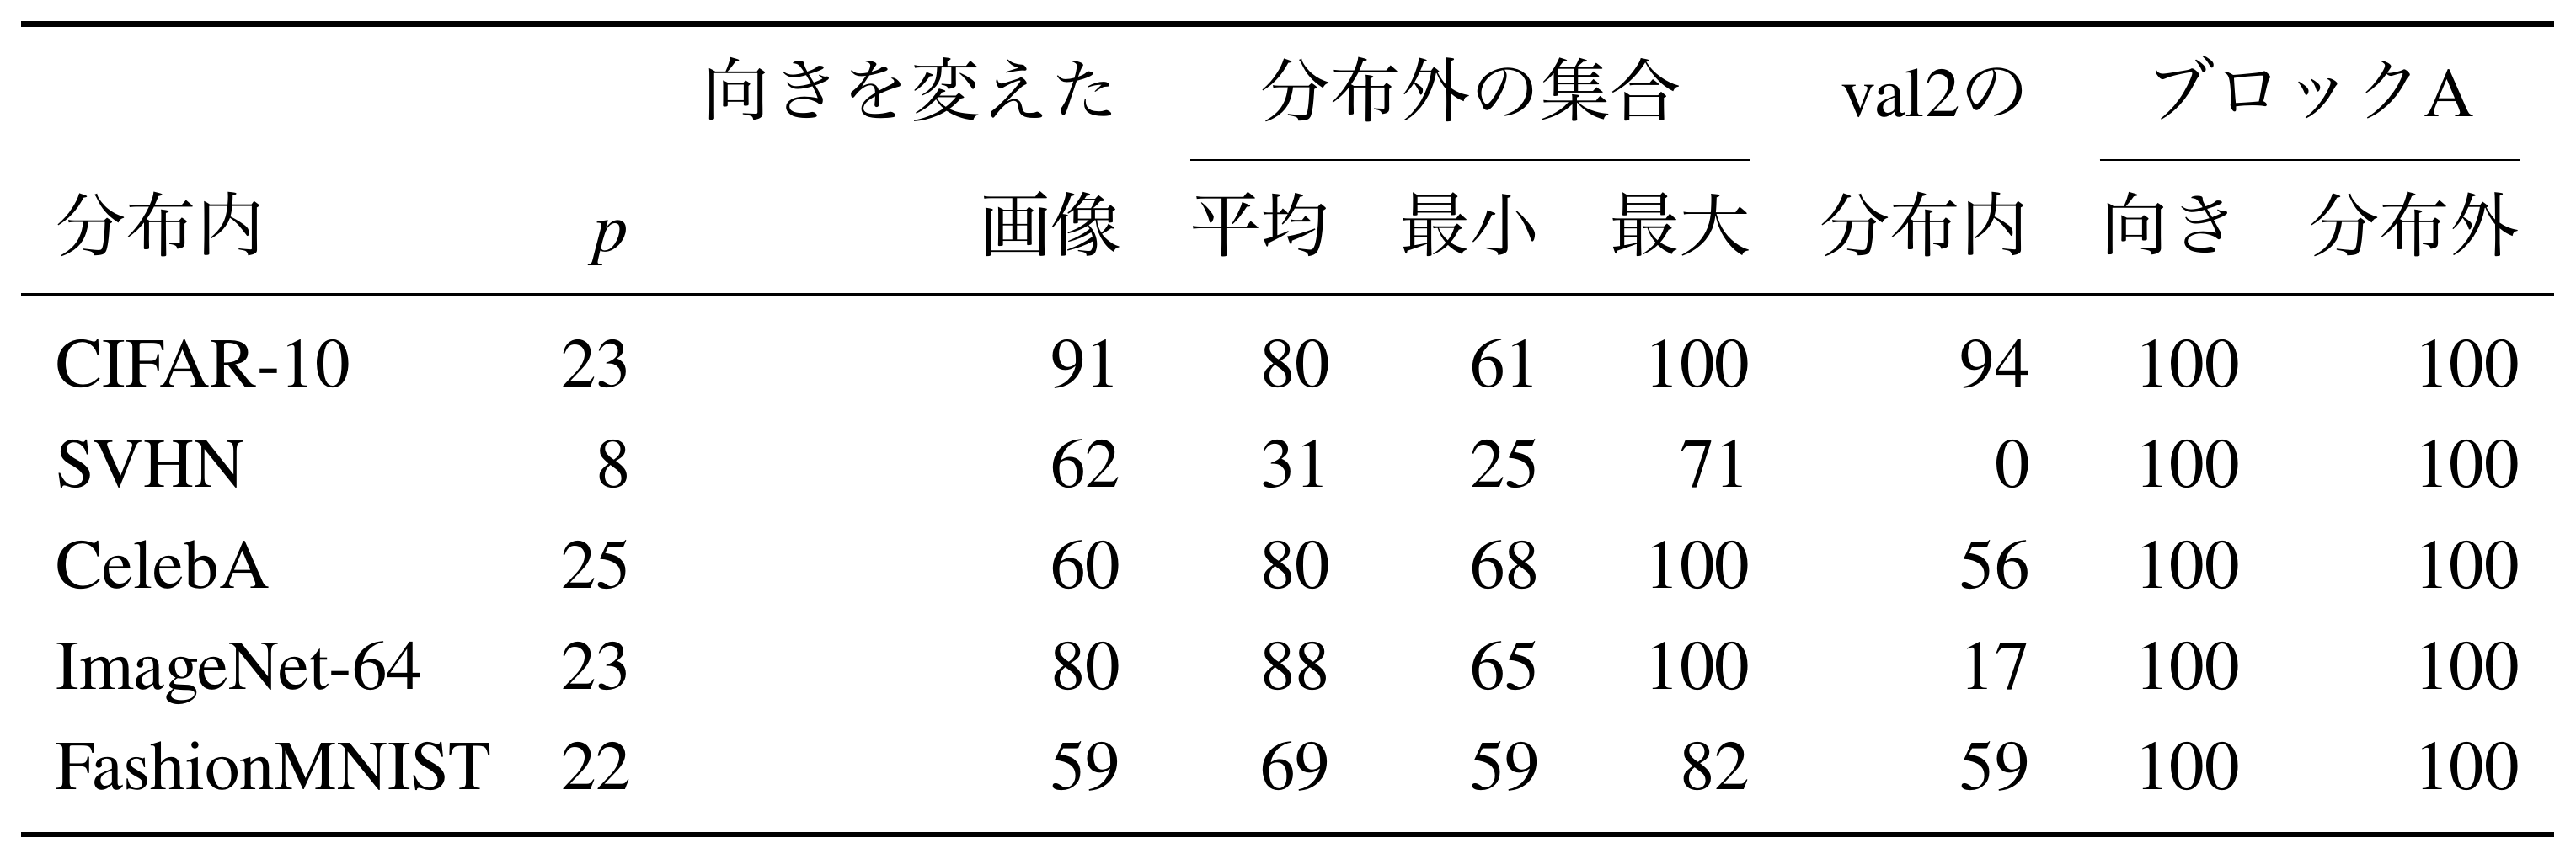 向きを変えた 分布外の集合 val2の ブロックA
分布内 p 画像 平均 最小 最大 分布内 向き 分布外
CIFAR-10 23 91 80 61 100 94 100 100
SVHN 8 62 31 25 71 0 100 100
CelebA 25 60 80 68 100 56 100 100
ImageNet-64 23 80 88 65 100 17 100 100
FashionMNIST 22 59 69 59 82 59 100 100